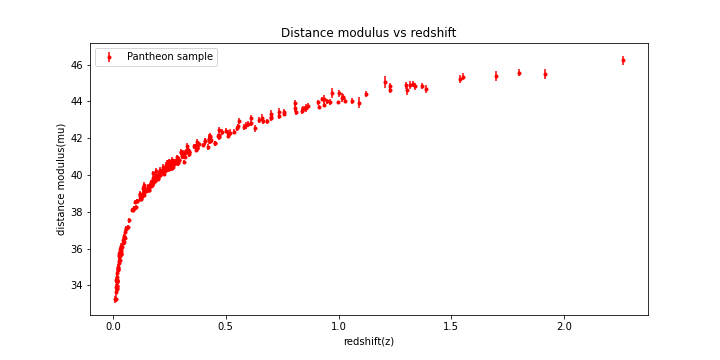 Distance modulus vs redshift
Pantheon sample
distance modulus(mu)
46
44
42
40
38
36
34
0.0 0.5 1.0 1.5 2.0
redshift(z)